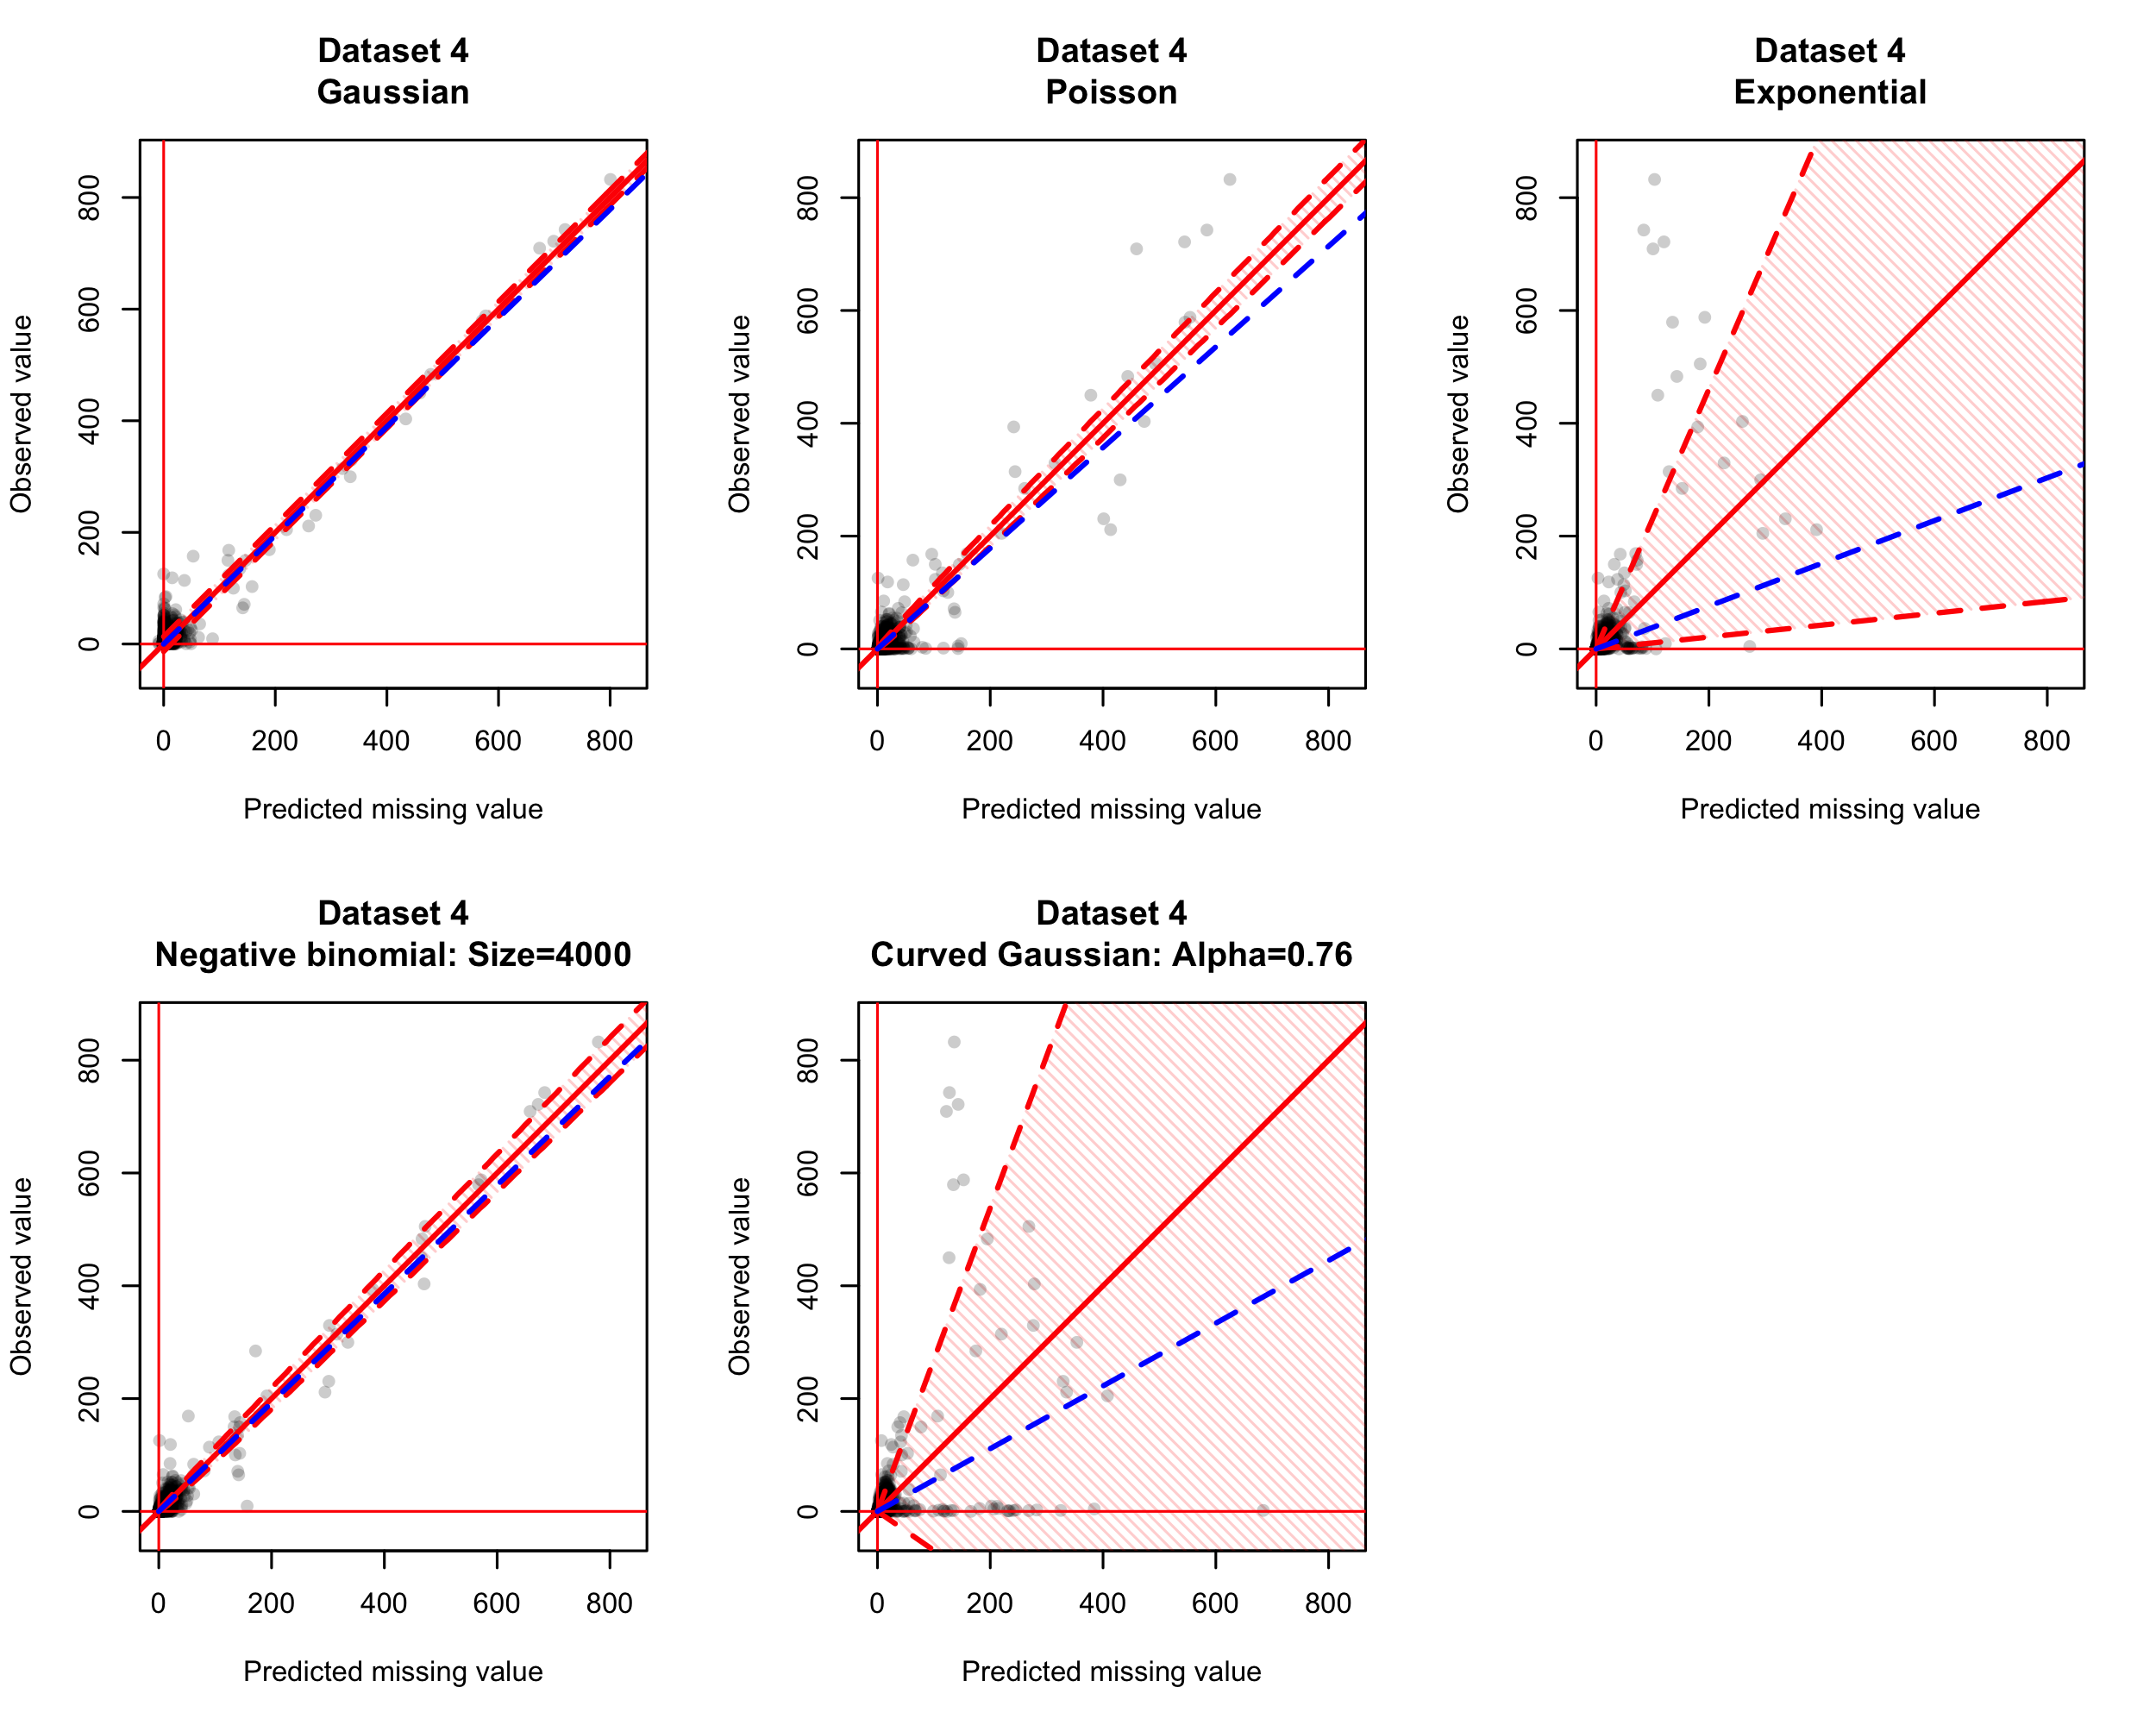 Dataset 4
Gaussian
Observed value
800
600
400
200
0
0 200 400 600 800
Predicted missing value
Dataset 4
Poisson
Observed value
800
600
400
200
0
0 200 400 600 800
Predicted missing value
Dataset 4
Exponential
Observed value
800
600
400
200
0
0 200 400 600 800
Predicted missing value
Dataset 4
Negative binomial: Size=4000
Observed value
800
600
400
200
0
0 200 400 600 800
Predicted missing value
Dataset 4
Curved Gaussian: Alpha=0.76
Observed value
800
600
400
200
0
0 200 400 600 800
Predicted missing value